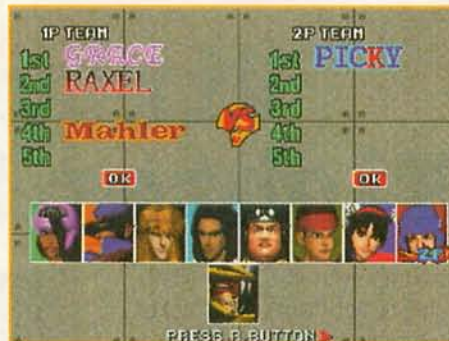 1P TEAM
1st GRACE
2nd RAXEL
3rd
4th Mahler
5th
OK
2P TEAM
1st PICKY
2nd
3rd
4th
5th
OK
2P
PRESS A BUTTON